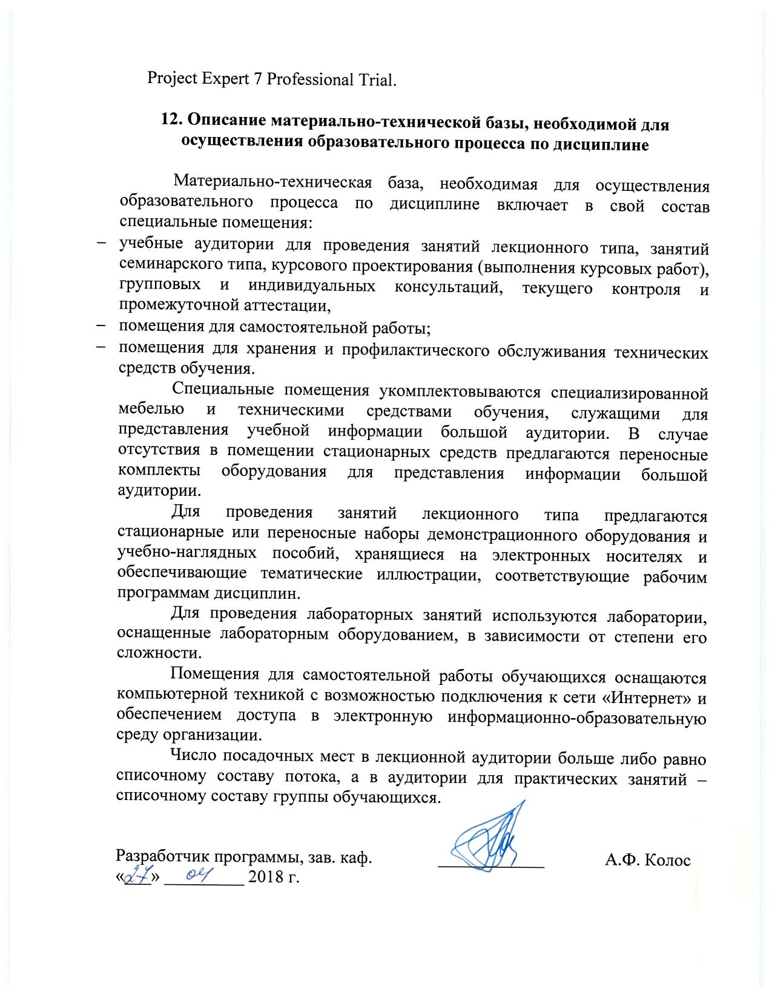 Project Expert 7 Professional Trial.
12. Описание материально-технической базы, необходимой для
осуществления образовательного процесса по дисциплине
Материально-техническая база, необходимая для осуществления
образовательного процесса по дисциплине включает в свой состав
специальные помещения:
– учебные аудитории для проведения занятий лекционного типа, занятий
семинарского типа, курсового проектирования (выполнения курсовых работ),
групповых и индивидуальных консультаций, текущего контроля и
промежуточной аттестации,
– помещения для самостоятельной работы;
– помещения для хранения и профилактического обслуживания технических
средств обучения.
Специальные помещения укомплектовываются специализированной
мебелью и техническими средствами обучения, служащими для
представления учебной информации большой аудитории. В случае
отсутствия в помещении стационарных средств предлагаются переносные
комплекты оборудования для представления информации большой
аудитории.
Для проведения занятий лекционного типа предлагаются
стационарные или переносные наборы демонстрационного оборудования и
учебно-наглядных пособий, хранящиеся на электронных носителях и
обеспечивающие тематические иллюстрации, соответствующие рабочим
программам дисциплин.
Для проведения лабораторных занятий используются лаборатории,
оснащенные лабораторным оборудованием, в зависимости от степени его
сложности.
Помещения для самостоятельной работы обучающихся оснащаются
компьютерной техникой с возможностью подключения к сети «Интернет» и
обеспечением доступа в электронную информационно-образовательную
среду организации.
Число посадочных мест в лекционной аудитории больше либо равно
списочному составу потока, а в аудитории для практических занятий –
списочному составу группы обучающихся.
Разработчик программы, зав. каф. ____________ А.Ф. Колос
«27» 04 2018 г.